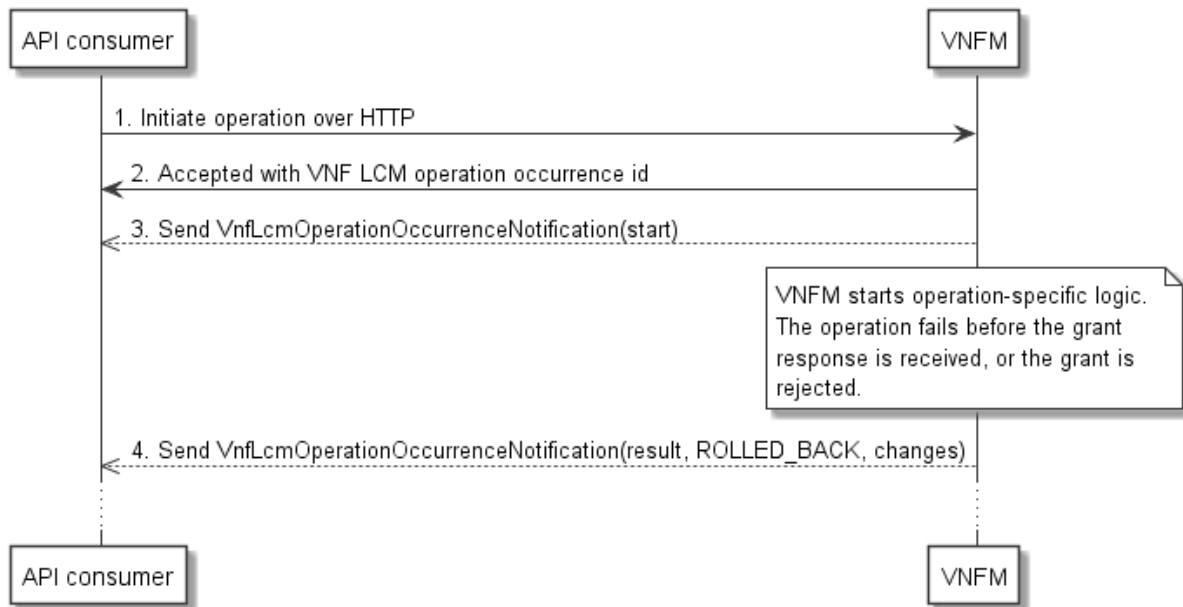 API consumer
VNFM
1. Initiate operation over HTTP
2. Accepted with VNF LCM operation occurrence id
3. Send VnfLcmOperationOccurrenceNotification(start)
VNFM starts operation-specific logic.
The operation fails before the grant
response is received, or the grant is
rejected.
4. Send VnfLcmOperationOccurrenceNotification(result, ROLLED_BACK, changes)
API consumer
VNFM